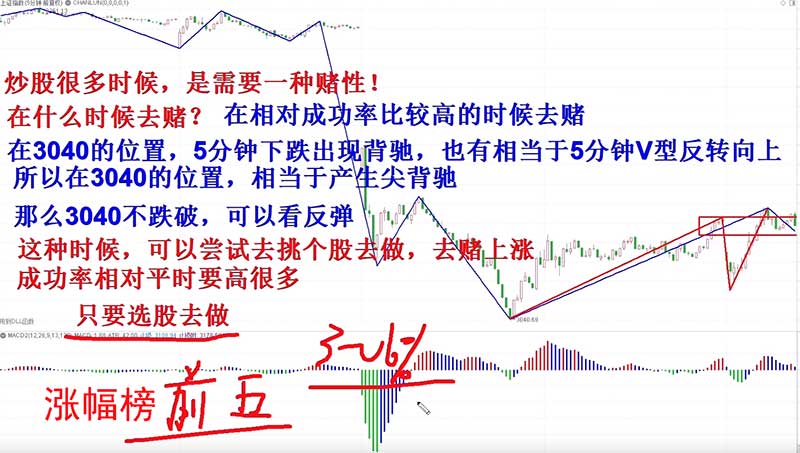 上证指数(5分钟 前复权) CHANLUN(0,0,0,0,1)
炒股很多时候，是需要一种赌性！
在什么时候去赌？ 在相对成功率比较高的时候去赌
在3040的位置，5分钟下跌出现背驰，也有相当于5分钟V型反转向上
所以在3040的位置，相当于产生尖背驰
那么3040不跌破，可以看反弹
这种时候，可以尝试去挑个股去做，去赌上涨
成功率相对平时要高很多
只要选股去做
3040.69
3~6%
涨幅榜 前五